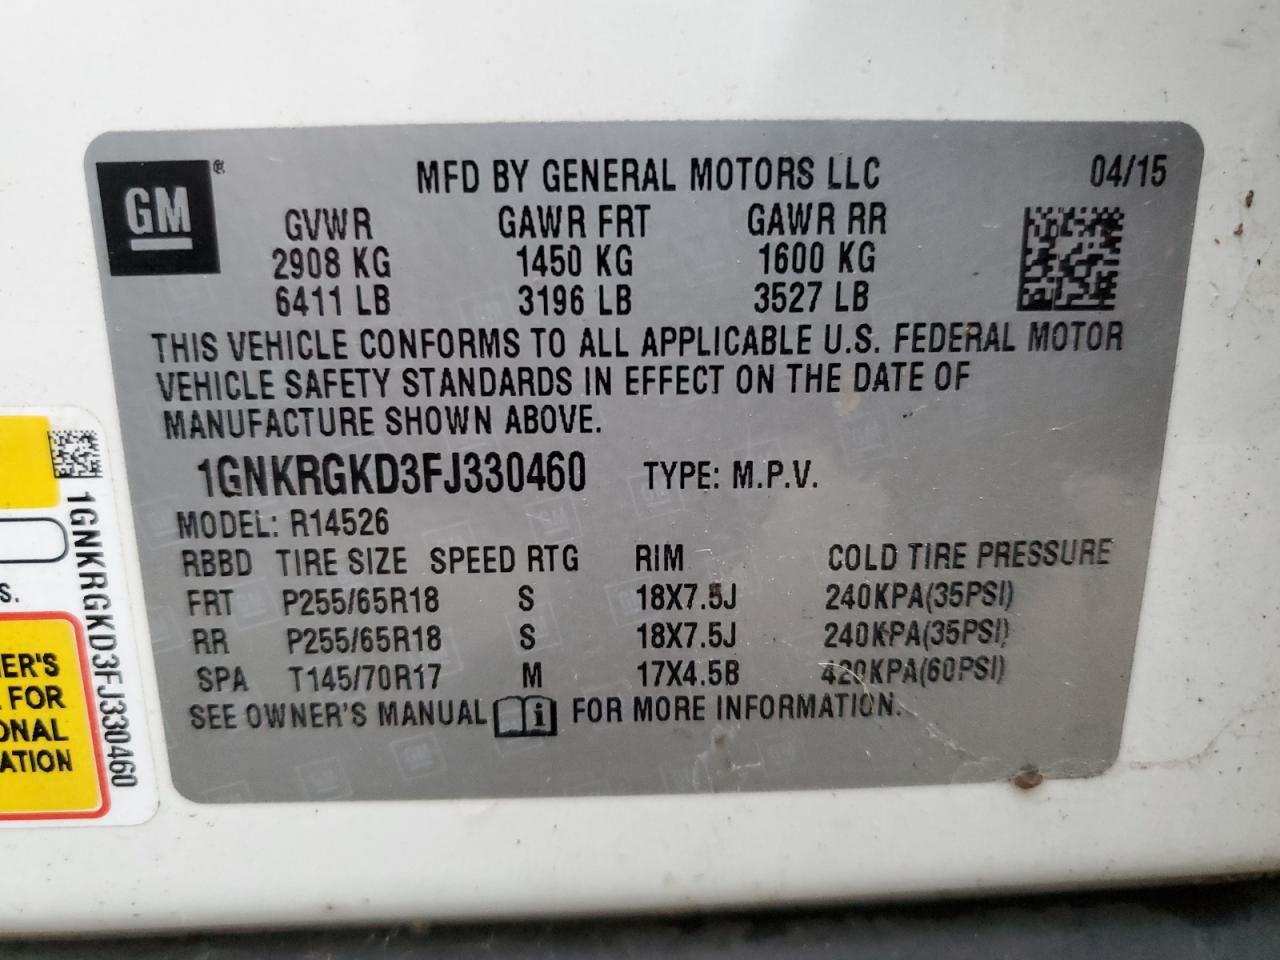 GM ®
MFD BY GENERAL MOTORS LLC 04/15
GVWR GAWR FRT GAWR RR
2908 KG 1450 KG 1600 KG
6411 LB 3196 LB 3527 LB
THIS VEHICLE CONFORMS TO ALL APPLICABLE U.S. FEDERAL MOTOR
VEHICLE SAFETY STANDARDS IN EFFECT ON THE DATE OF
MANUFACTURE SHOWN ABOVE.
1GNKRGKD3FJ330460 TYPE: M.P.V.
MODEL: R14526
RBBD TIRE SIZE SPEED RTG RIM COLD TIRE PRESSURE
FRT P255/65R18 S 18X7.5J 240KPA(35PSI)
RR P255/65R18 S 18X7.5J 240KPA(35PSI)
SPA T145/70R17 M 17X4.5B 420KPA(60PSI)
SEE OWNER'S MANUAL i FOR MORE INFORMATION.
1GNKRGKD3FJ330460
S.
ER'S
FOR
ONAL
ATION